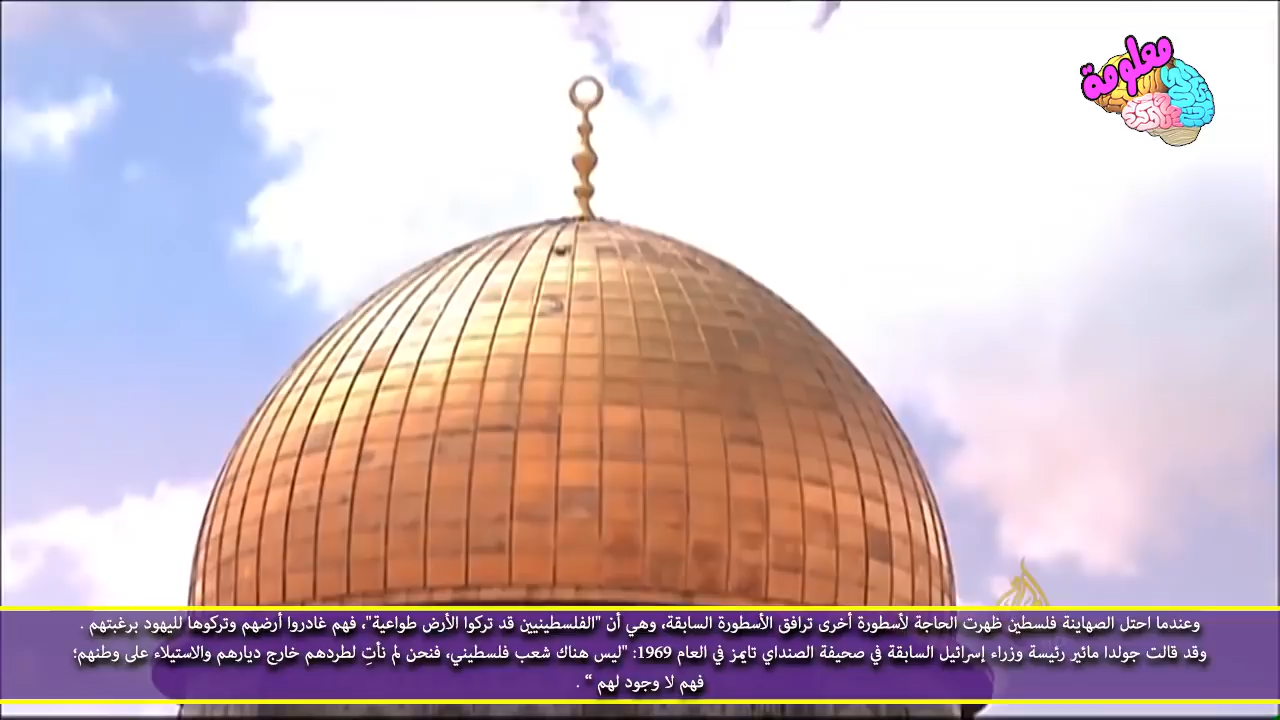 معلومة
وعندما احتل الصهاينة فلسطين ظهرت الحاجة لأسطورة أخرى ترافق الأسطورة السابقة، وهي أن "الفلسطينيين قد تركوا الأرض طواعية"، فهم غادروا أرضهم وتركوها لليهود برغبتهم .
وقد قالت جولدا مائير رئيسة وزراء إسرائيل السابقة في صحيفة الصنداي تايمز في العام 1969: "ليس هناك شعب فلسطيني، فنحن لم نأتِ لطردهم خارج ديارهم والاستيلاء على وطنهم؛
فهم لا وجود لهم “ .